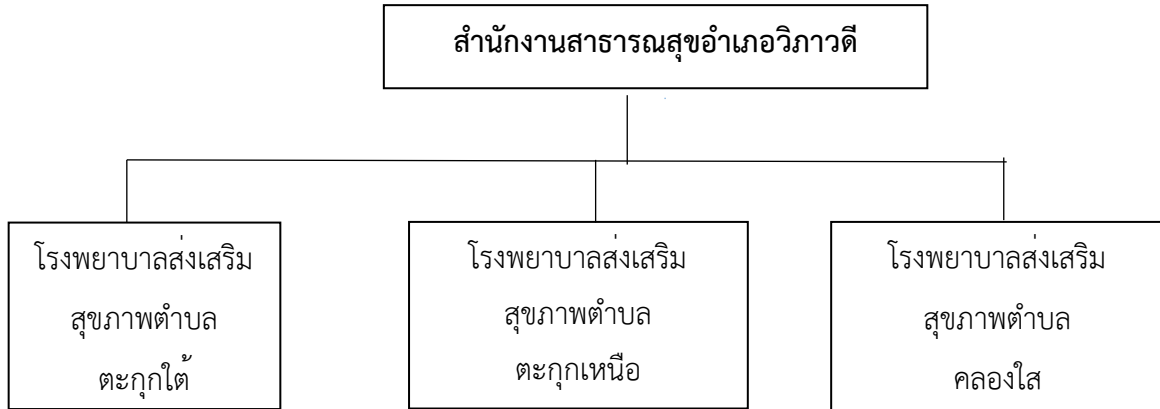 สำนักงานสาธารณสุขอำเภอวิภาวดี
โรงพยาบาลส่งเสริม
สุขภาพตำบล
ตะกุกใต้
โรงพยาบาลส่งเสริม
สุขภาพตำบล
ตะกุกเหนือ
โรงพยาบาลส่งเสริม
สุขภาพตำบล
คลองใส